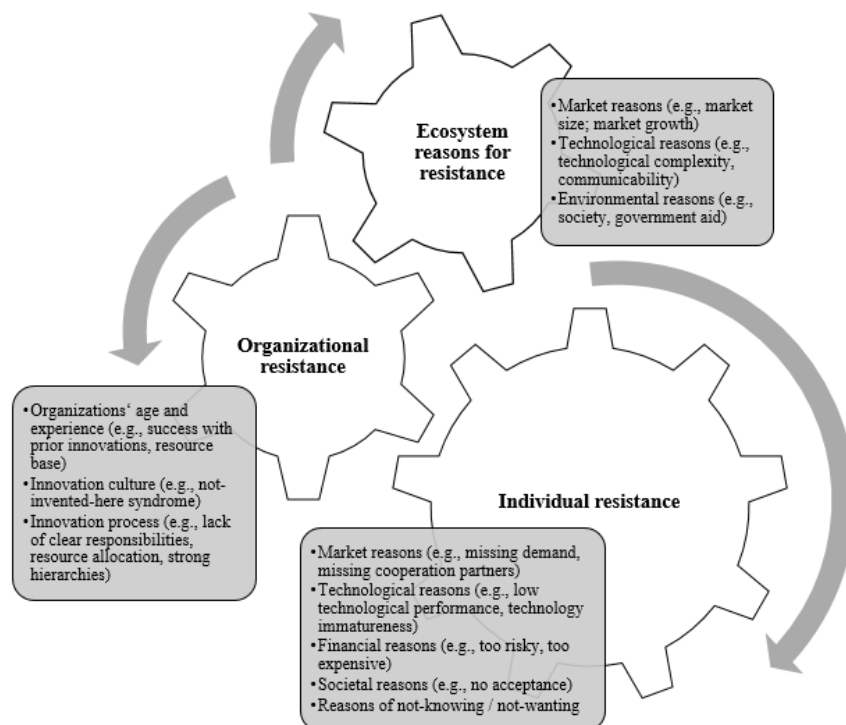 Ecosystem
reasons for
resistance
•Market reasons (e.g., market
size; market growth)
•Technological reasons (e.g.,
technological complexity,
communicability)
•Environmental reasons (e.g.,
society, government aid)
Organizational
resistance
•Organizations‘ age and
experience (e.g., success with
prior innovations, resource
base)
•Innovation culture (e.g., not-
invented-here syndrome)
•Innovation process (e.g., lack
of clear responsibilities,
resource allocation, strong
hierarchies)
Individual resistance
•Market reasons (e.g., missing demand,
missing cooperation partners)
•Technological reasons (e.g., low
technological performance, technology
immatureness)
•Financial reasons (e.g., too risky, too
expensive)
•Societal reasons (e.g., no acceptance)
•Reasons of not-knowing / not-wanting